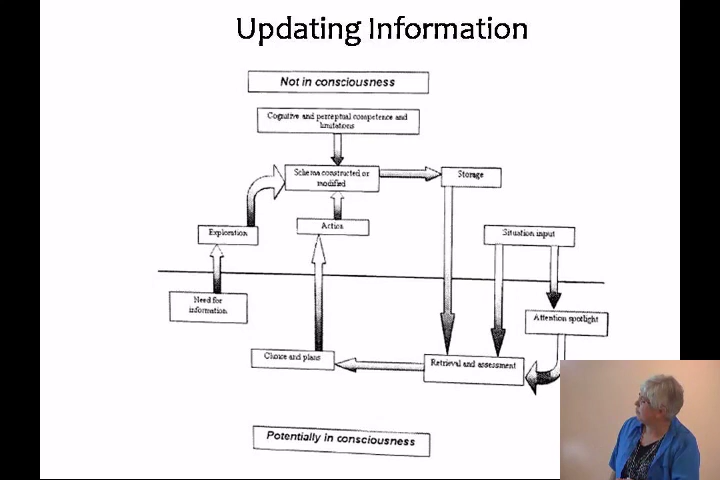 Updating Information
Not in consciousness
Cognitive and perceptual competence and
limitations
Schema constructed or
modified
Storage
Action
Exploration
Situation input
Need for
information
Attention spotlight
Choice and plans
Retrieval and assessment
Potentially in consciousness